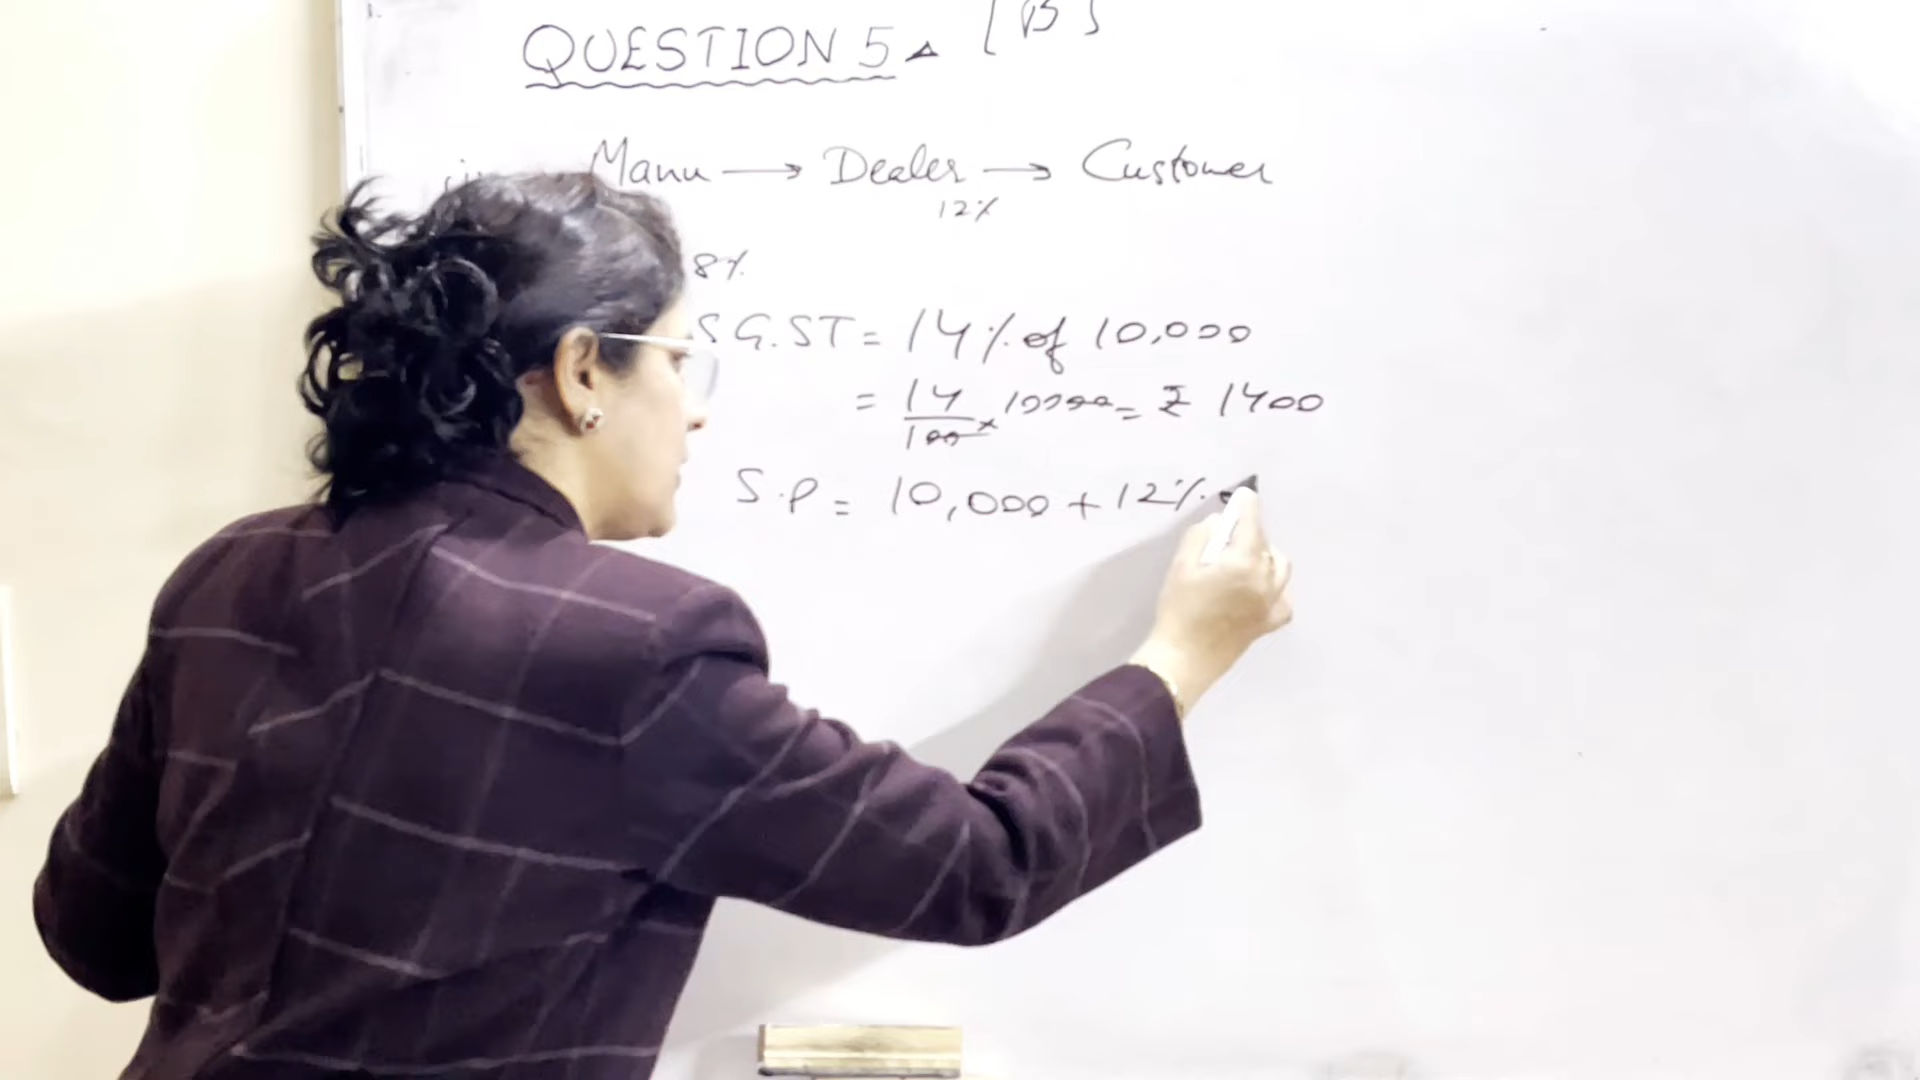 QUESTION 5 [B]
Manu → Dealer → Customer
12%
8%
SG.ST = 14% of 10,000
= 14/100 × 10000 = ₹ 1400
S.P = 10,000 + 12%